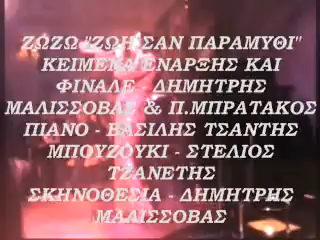 ΖΩΖΩ "ΖΩΗ ΣΑΝ ΠΑΡΑΜΥΘΙ"
ΚΕΙΜΕΝΑ ΕΝΑΡΞΗΣ ΚΑΙ
ΦΙΝΑΛΕ - ΔΗΜΗΤΡΗΣ
ΜΑΛΙΣΣΟΒΑΣ & Π.ΜΠΡΑΤΑΚΟΣ
ΠΙΑΝΟ - ΒΑΣΙΛΗΣ ΤΣΑΝΤΗΣ
ΜΠΟΥΖΟΥΚΙ - ΣΤΕΛΙΟΣ
ΤΖΑΝΕΤΗΣ
ΣΚΗΝΟΘΕΣΙΑ - ΔΗΜΗΤΡΗΣ
ΜΑΛΙΣΣΟΒΑΣ